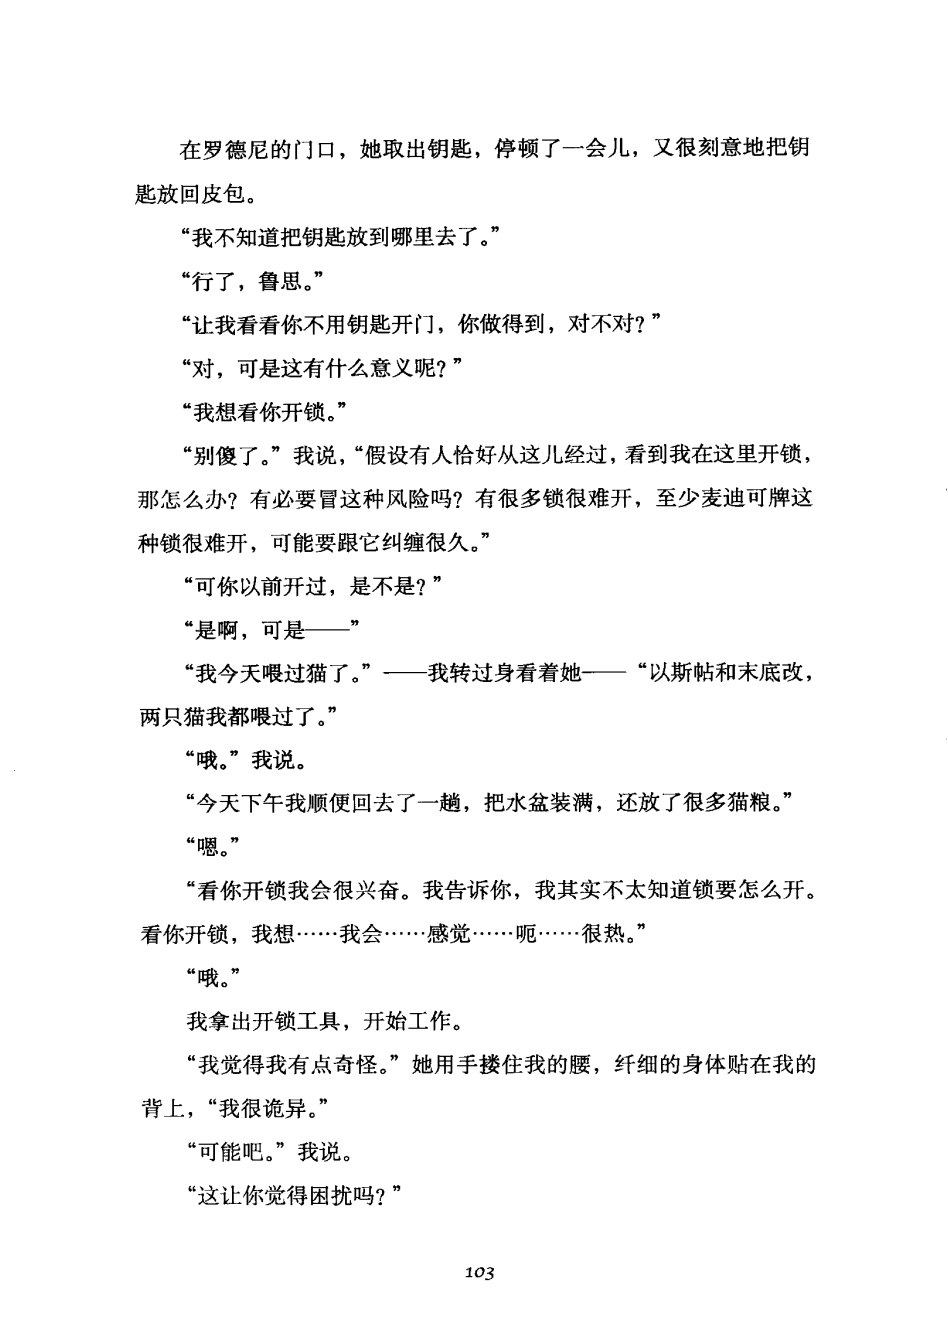 在罗德尼的门口，她取出钥匙，停顿了一会儿，又很刻意地把钥
匙放回皮包。
“我不知道把钥匙放到哪里去了。”
“行了，鲁思。”
“让我看看你不用钥匙开门，你做得到，对不对？”
“对，可是这有什么意义呢？”
“我想看你开锁。”
“别傻了。”我说，“假设有人恰好从这儿经过，看到我在这里开锁，
那怎么办？有必要冒这种风险吗？有很多锁很难开，至少麦迪可牌这
种锁很难开，可能要跟它纠缠很久。”
“可你以前开过，是不是？”
“是啊，可是——”
“我今天喂过猫了。”——我转过身看着她——“以斯帖和末底改，
两只猫我都喂过了。”
“哦。”我说。
“今天下午我顺便回去了一趟，把水盆装满，还放了很多猫粮。”
“嗯。”
“看你开锁我会很兴奋。我告诉你，我其实不太知道锁要怎么开。
看你开锁，我想……我会……感觉……呃……很热。”
“哦。”
我拿出开锁工具，开始工作。
“我觉得我有点奇怪。”她用手搂住我的腰，纤细的身体贴在我的
背上，“我很诡异。”
“可能吧。”我说。
“这让你觉得困扰吗？”
103